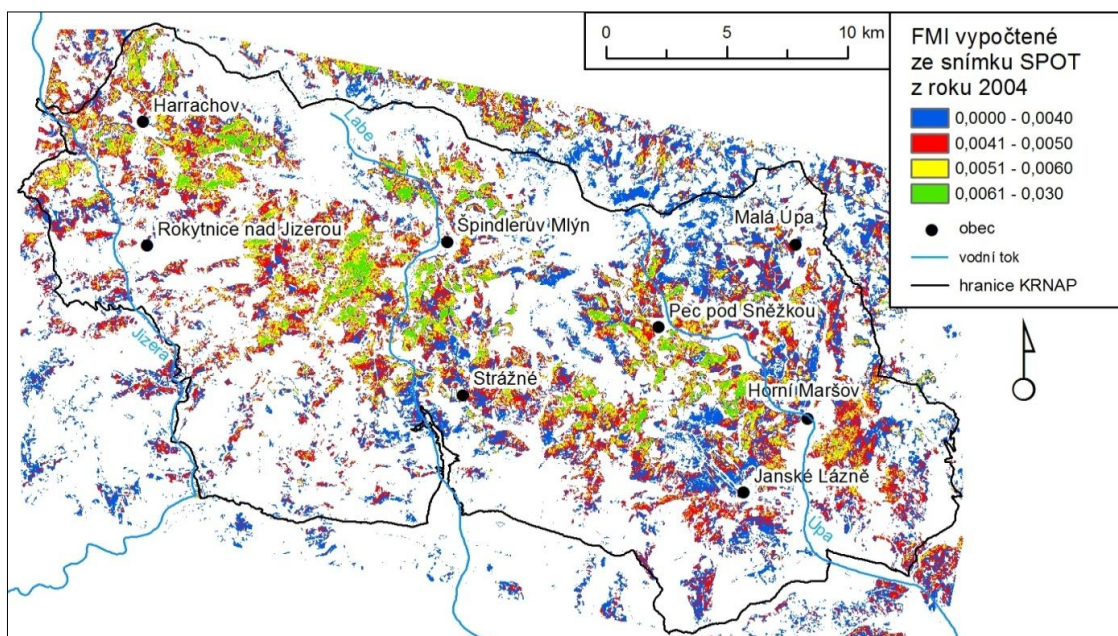 0 5 10 km
FMI vypočtené
ze snímku SPOT
z roku 2004
0,0000 - 0,0040
0,0041 - 0,0050
0,0051 - 0,0060
0,0061 - 0,030
obec
vodní tok
hranice KRNAP
Harrachov
Labe
Rokytnice nad Jizerou
Špindlerův Mlýn
Malá Úpa
Pec pod Sněžkou
Jizera
Strážné
Horní Maršov
Janské Lázně
Úpa